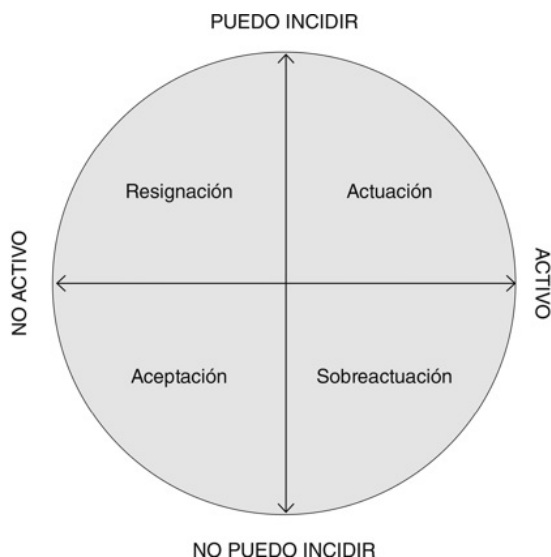 PUEDO INCIDIR
Resignación
Actuación
NO ACTIVO
ACTIVO
Aceptación
Sobreactuación
NO PUEDO INCIDIR